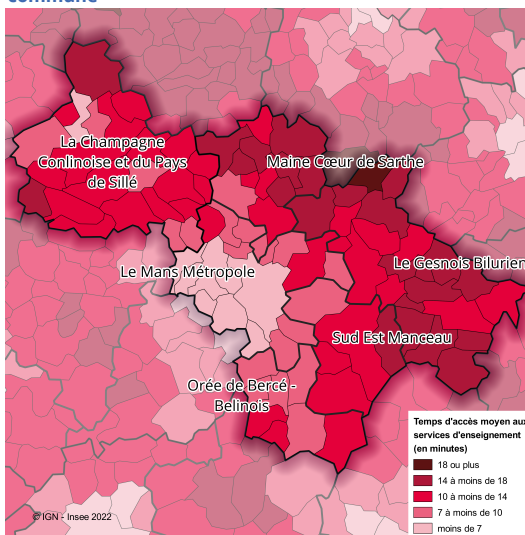 commune
La Champagne
Conlinoise et du Pays
de Sillé
Maine Cœur de Sarthe
Le Mans Métropole
Le Gesnois Bilurien
Sud Est Manceau
Orée de Bercé -
Belinois
Temps d'accès moyen aux
services d'enseignement
(en minutes)
18 ou plus
14 à moins de 18
10 à moins de 14
7 à moins de 10
moins de 7
© IGN - Insee 2022